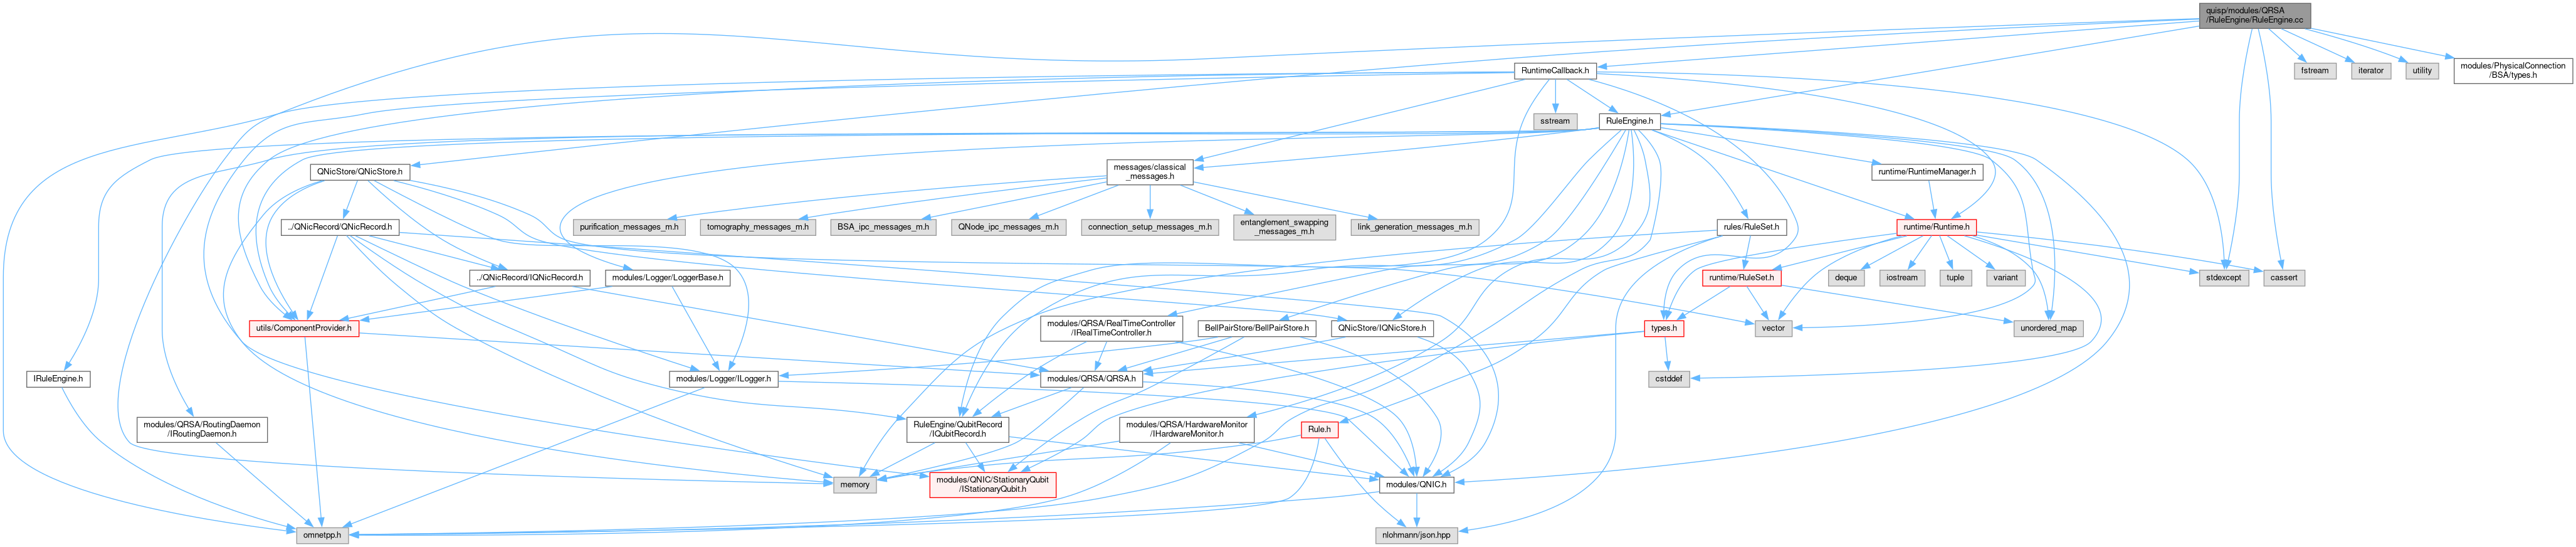 quisp/modules/QRSA
/RuleEngine/RuleEngine.cc
RuntimeCallback.h
fstream
iterator
utility
modules/PhysicalConnection
/BSA/types.h
sstream
RuleEngine.h
QNicStore/QNicStore.h
messages/classical
_messages.h
runtime/RuntimeManager.h
../QNicRecord/QNicRecord.h
purification_messages_m.h
tomography_messages_m.h
BSA_ipc_messages_m.h
QNode_ipc_messages_m.h
connection_setup_messages_m.h
entanglement_swapping
_messages_m.h
link_generation_messages_m.h
rules/RuleSet.h
runtime/Runtime.h
../QNicRecord/IQNicRecord.h
modules/Logger/LoggerBase.h
runtime/RuleSet.h
deque
iostream
tuple
variant
stdexcept
cassert
utils/ComponentProvider.h
modules/QRSA/RealTimeController
/IRealTimeController.h
BellPairStore/BellPairStore.h
QNicStore/IQNicStore.h
types.h
vector
unordered_map
IRuleEngine.h
modules/Logger/ILogger.h
modules/QRSA/QRSA.h
cstddef
modules/QRSA/RoutingDaemon
/IRoutingDaemon.h
RuleEngine/QubitRecord
/IQubitRecord.h
modules/QRSA/HardwareMonitor
/IHardwareMonitor.h
Rule.h
memory
modules/QNIC/StationaryQubit
/IStationaryQubit.h
modules/QNIC.h
omnetpp.h
nlohmann/json.hpp